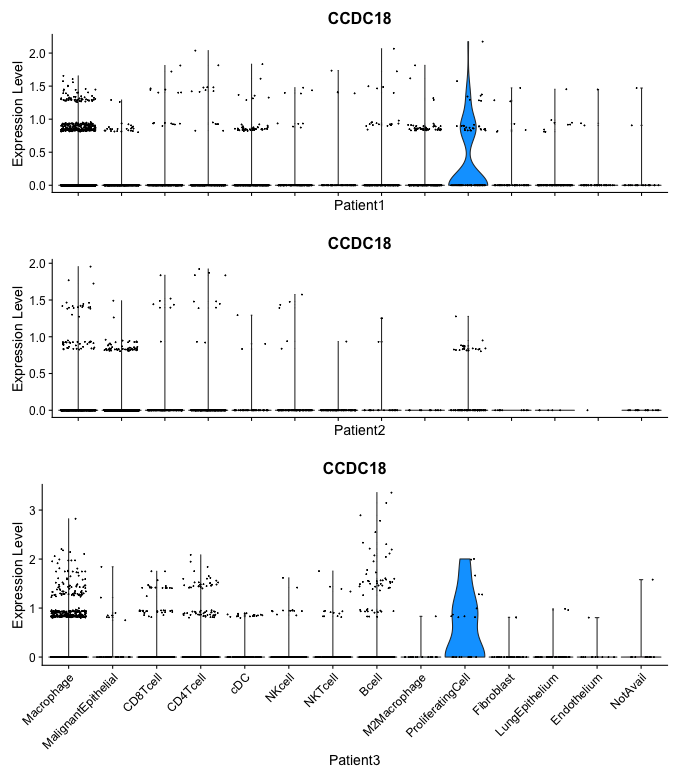 CCDC18
Expression Level
2.0
1.5
1.0
0.5
0.0
Patient1
CCDC18
Expression Level
2.0
1.5
1.0
0.5
0.0
Patient2
CCDC18
Expression Level
3
2
1
0
Macrophage
MalignantEpithelial
CD8Tcell
CD4Tcell
cDC
NKcell
NKTcell
Bcell
M2Macrophage
ProliferatingCell
Fibroblast
LungEpithelium
Endothelium
NotAvail
Patient3